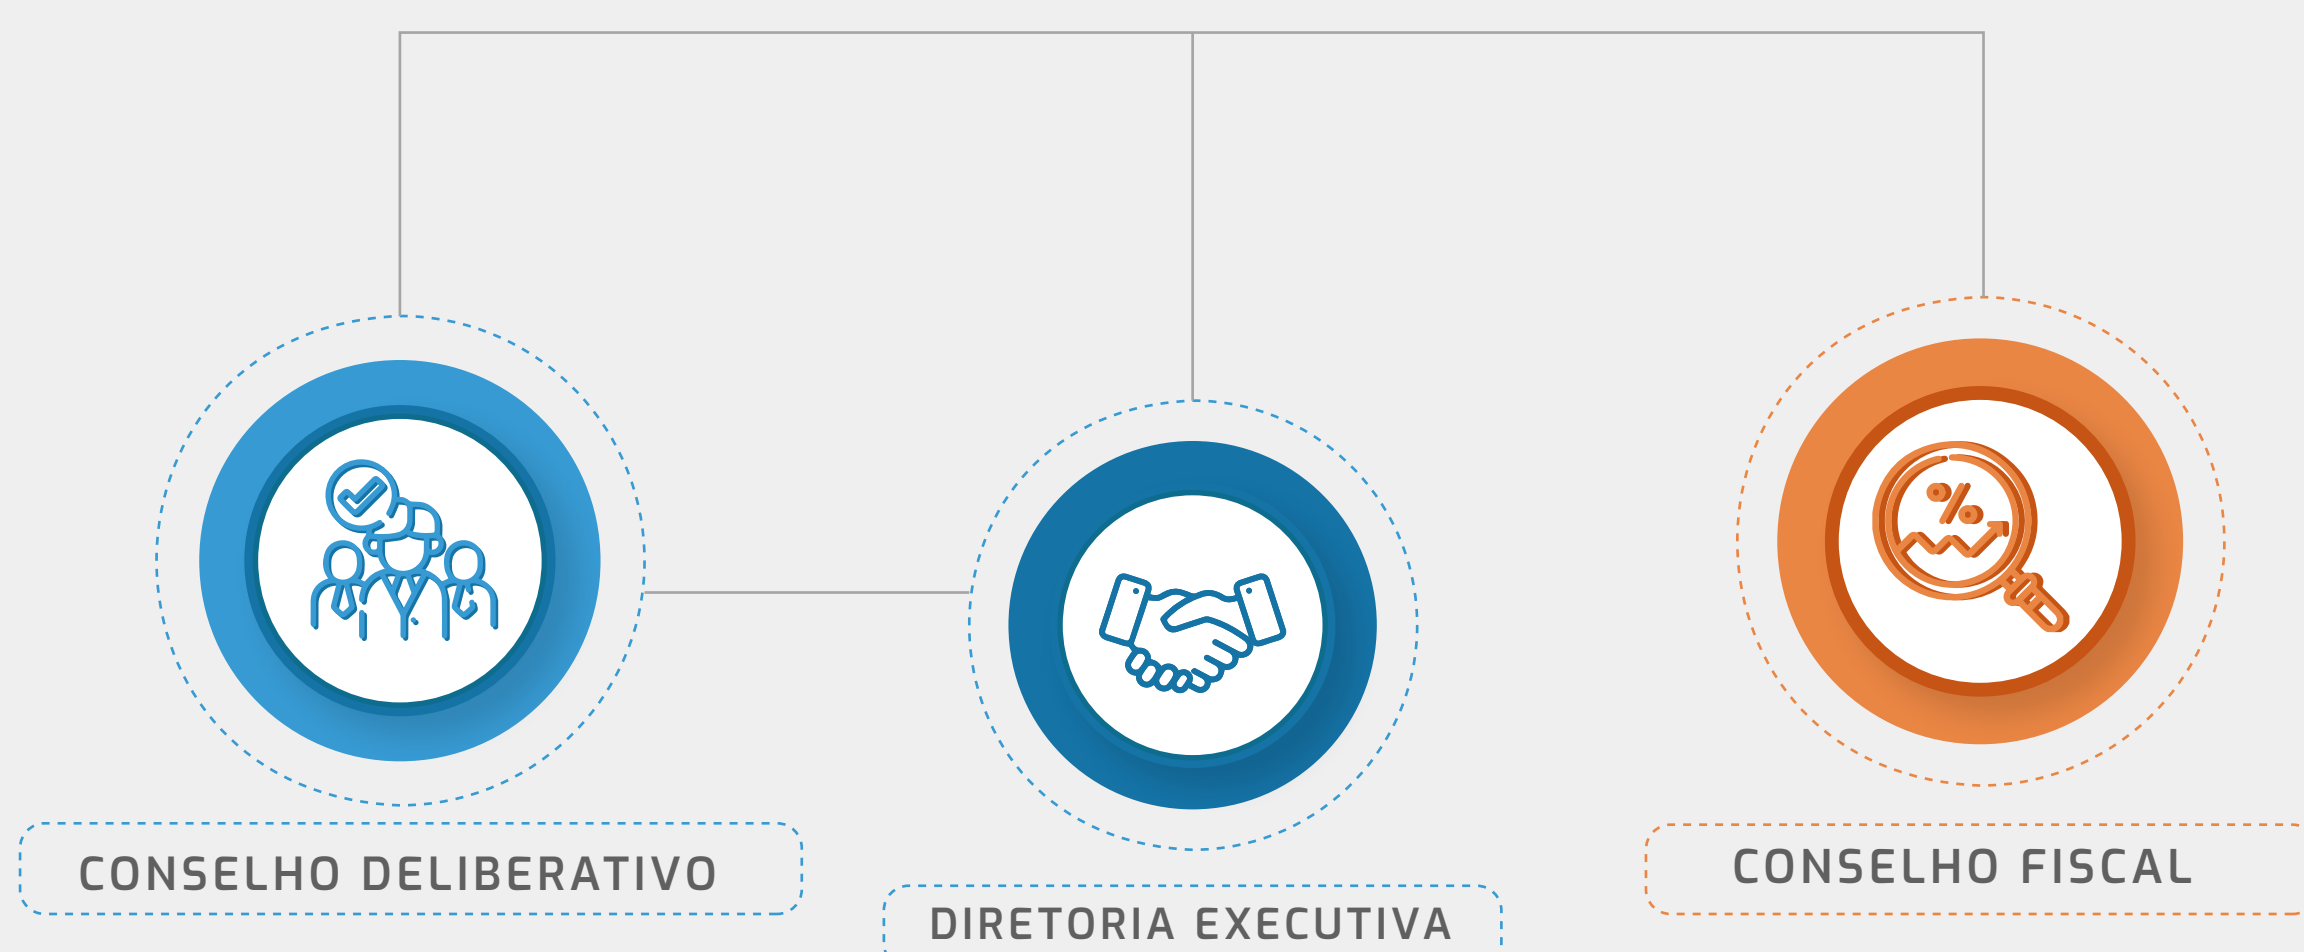 CONSELHO DELIBERATIVO
DIRETORIA EXECUTIVA
CONSELHO FISCAL
%